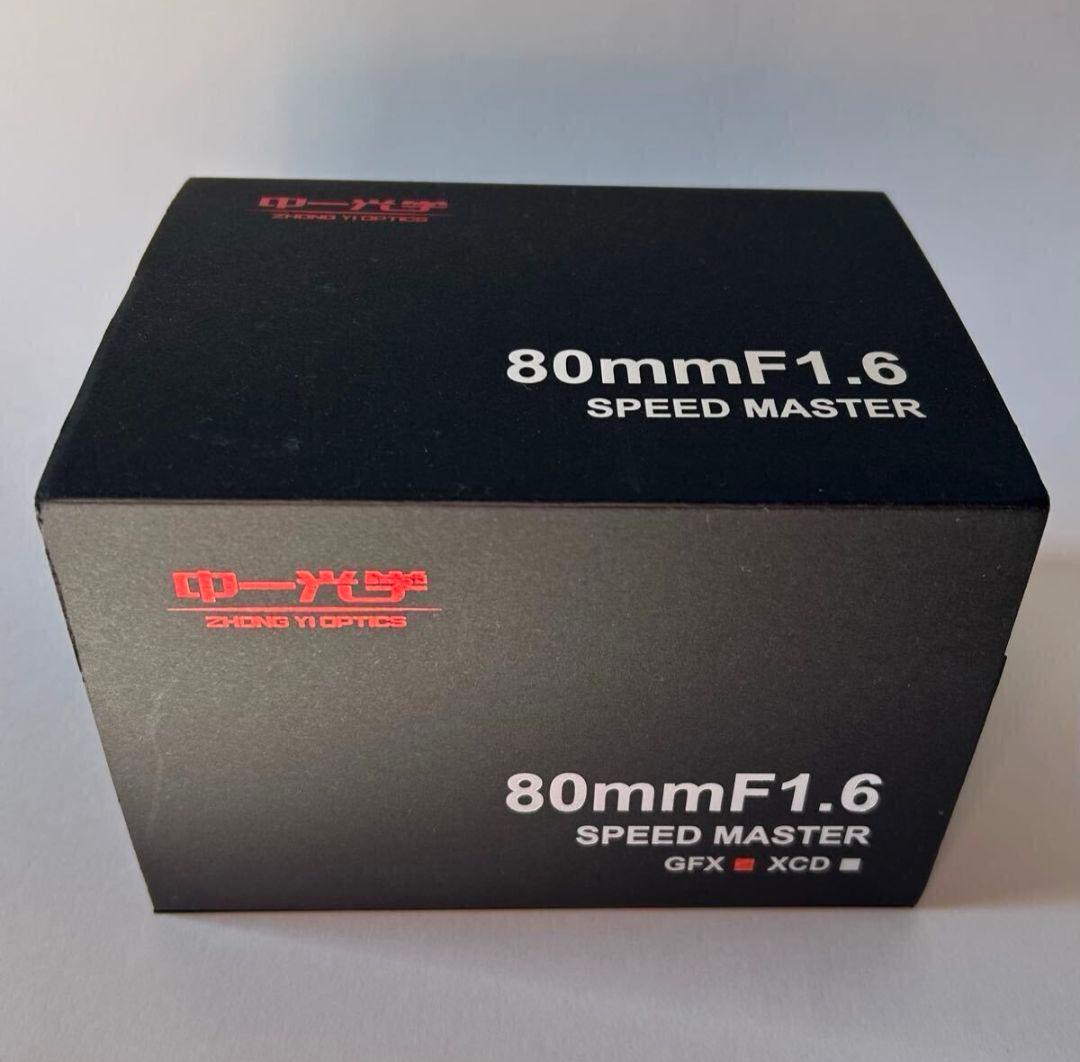 中一光学
ZHONG YI OPTICS
80mmF1.6
SPEED MASTER
中一光学
ZHONG YI OPTICS
80mmF1.6
SPEED MASTER
GFX XCD